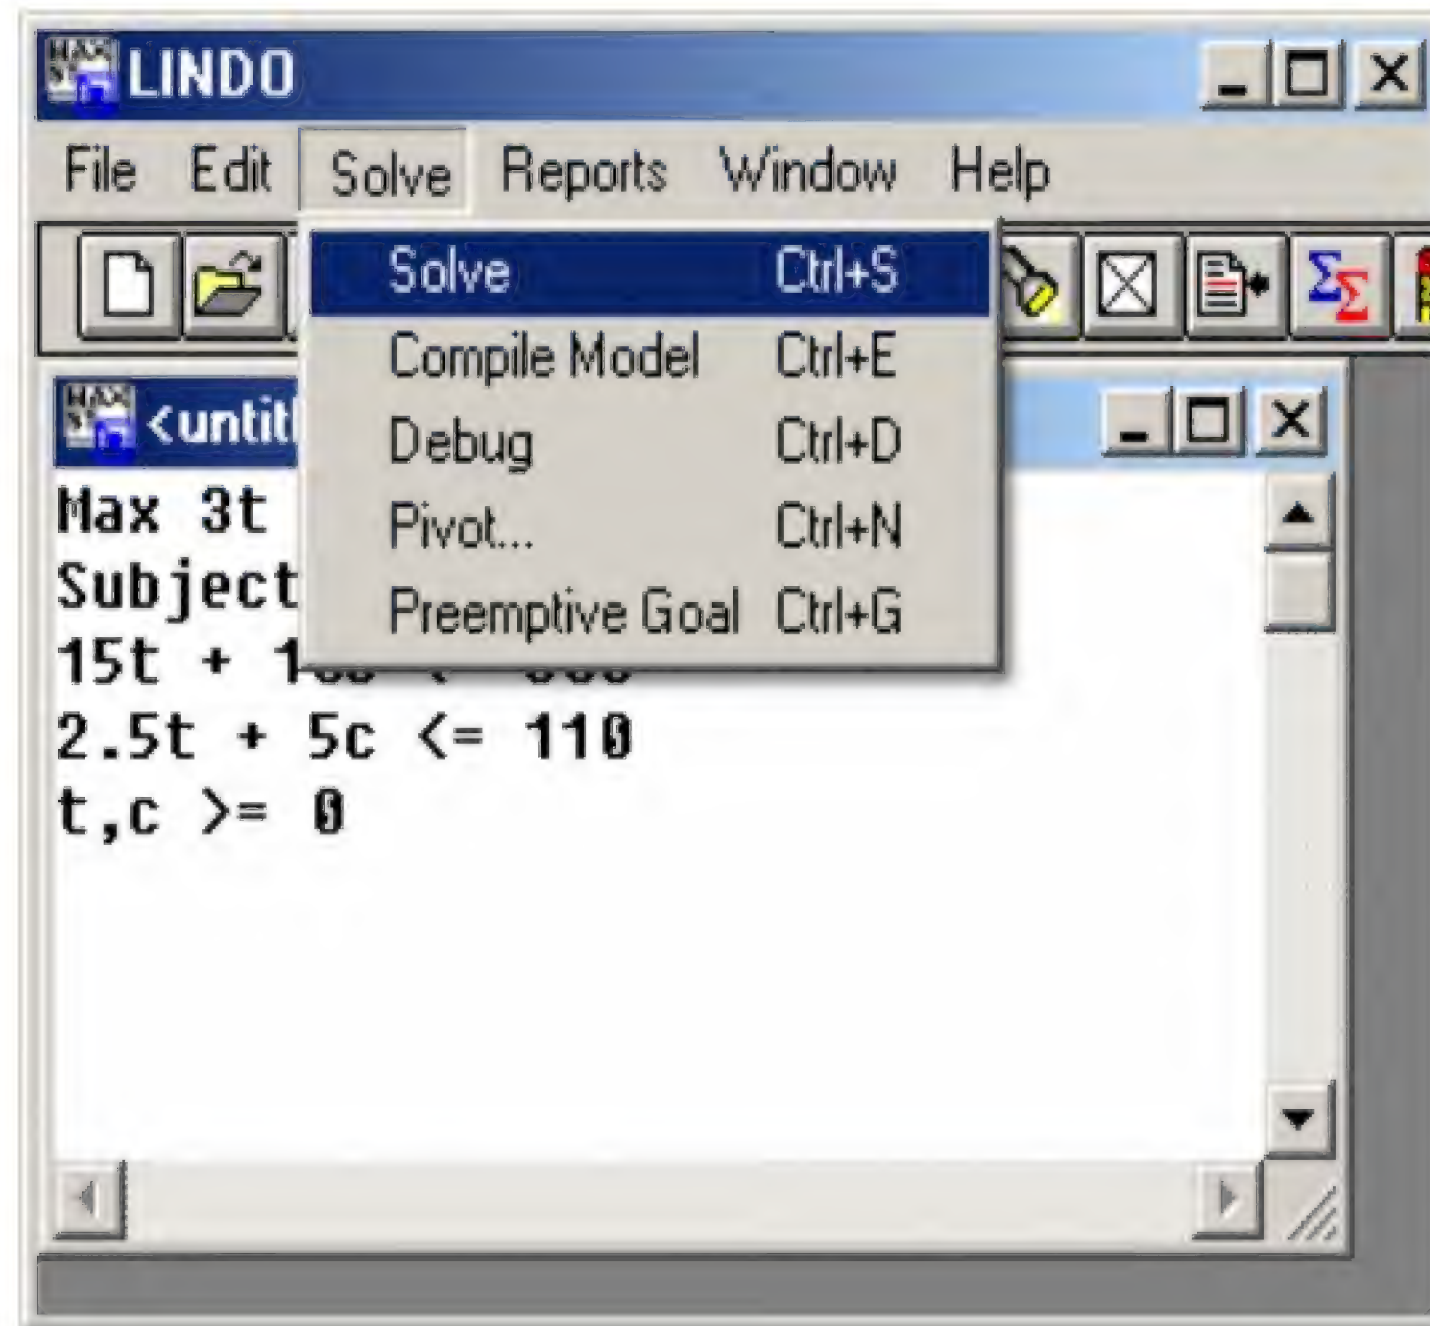 LINDO
File Edit Solve Reports Window Help
Solve Ctrl+S
Compile Model Ctrl+E
Debug Ctrl+D
Pivot... Ctrl+N
Preemptive Goal Ctrl+G
<untitl
Max 3t
Subject
15t +
2.5t + 5c <= 110
t,c >= 0